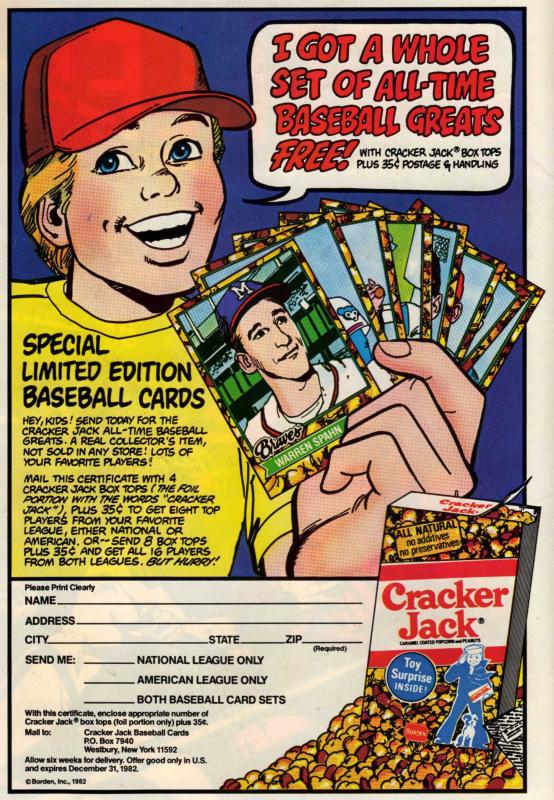 I GOT A WHOLE
SET OF ALL-TIME
BASEBALL GREATS
FREE! WITH CRACKER JACK® BOX TOPS
PLUS 35¢ POSTAGE & HANDLING
M
Braves
WARREN SPAHN
SPECIAL
LIMITED EDITION
BASEBALL CARDS
HEY, KIDS! SEND TODAY FOR THE
CRACKER JACK ALL-TIME BASEBALL
GREATS. A REAL COLLECTOR'S ITEM,
NOT SOLD IN ANY STORE! LOTS OF
YOUR FAVORITE PLAYERS!
MAIL THIS CERTIFICATE WITH 4
CRACKER JACK BOX TOPS (THE FOIL
PORTION WITH THE WORDS "CRACKER
JACK"), PLUS 35¢ TO GET EIGHT TOP
PLAYERS FROM YOUR FAVORITE
LEAGUE, EITHER NATIONAL OR
AMERICAN, OR-- SEND 8 BOX TOPS
PLUS 35¢ AND GET ALL 16 PLAYERS
FROM BOTH LEAGUES. BUT HURRY!
Cracker
Jack
ALL NATURAL
no additives
no preservatives
Cracker
Jack®
CARAMEL COATED POPCORN and PEANUTS
Toy
Surprise
INSIDE!
BORDEN
Please Print Clearly
NAME
ADDRESS
CITY STATE ZIP
(Required)
SEND ME: NATIONAL LEAGUE ONLY
AMERICAN LEAGUE ONLY
BOTH BASEBALL CARD SETS
With this certificate, enclose appropriate number of
Cracker Jack® box tops (foil portion only) plus 35¢.
Mail to: Cracker Jack Baseball Cards
P.O. Box 7940
Westbury, New York 11592
Allow six weeks for delivery. Offer good only in U.S.
and expires December 31, 1982.
© Borden, Inc., 1982